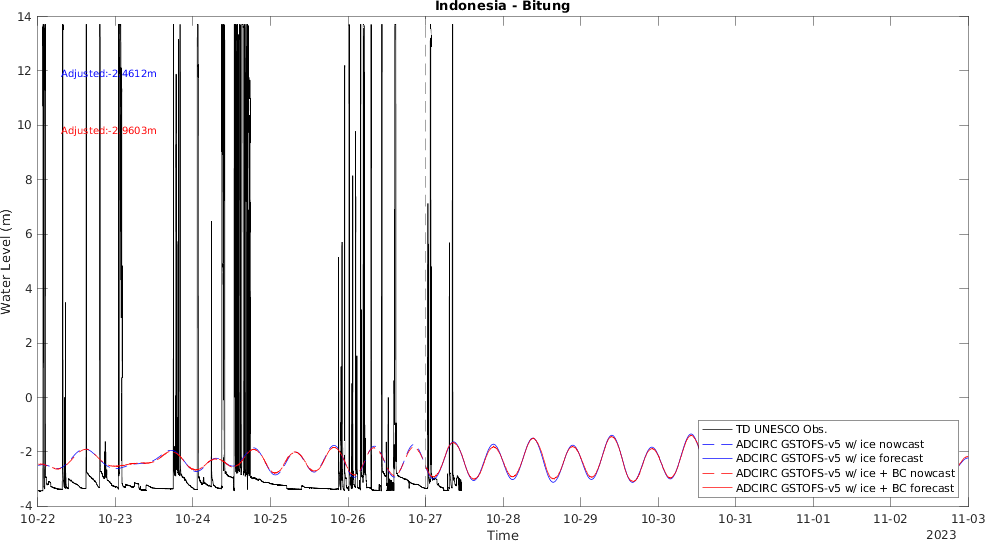 Indonesia - Bitung
14
12
10
8
6
4
2
0
-2
-4
Water Level (m)
Adjusted:-2.4612m
Adjusted:-2.9603m
TD UNESCO Obs.
ADCIRC GSTOFS-v5 w/ ice nowcast
ADCIRC GSTOFS-v5 w/ ice forecast
ADCIRC GSTOFS-v5 w/ ice + BC nowcast
ADCIRC GSTOFS-v5 w/ ice + BC forecast
10-22 10-23 10-24 10-25 10-26 10-27 10-28 10-29 10-30 10-31 11-01 11-02 11-03
Time
2023